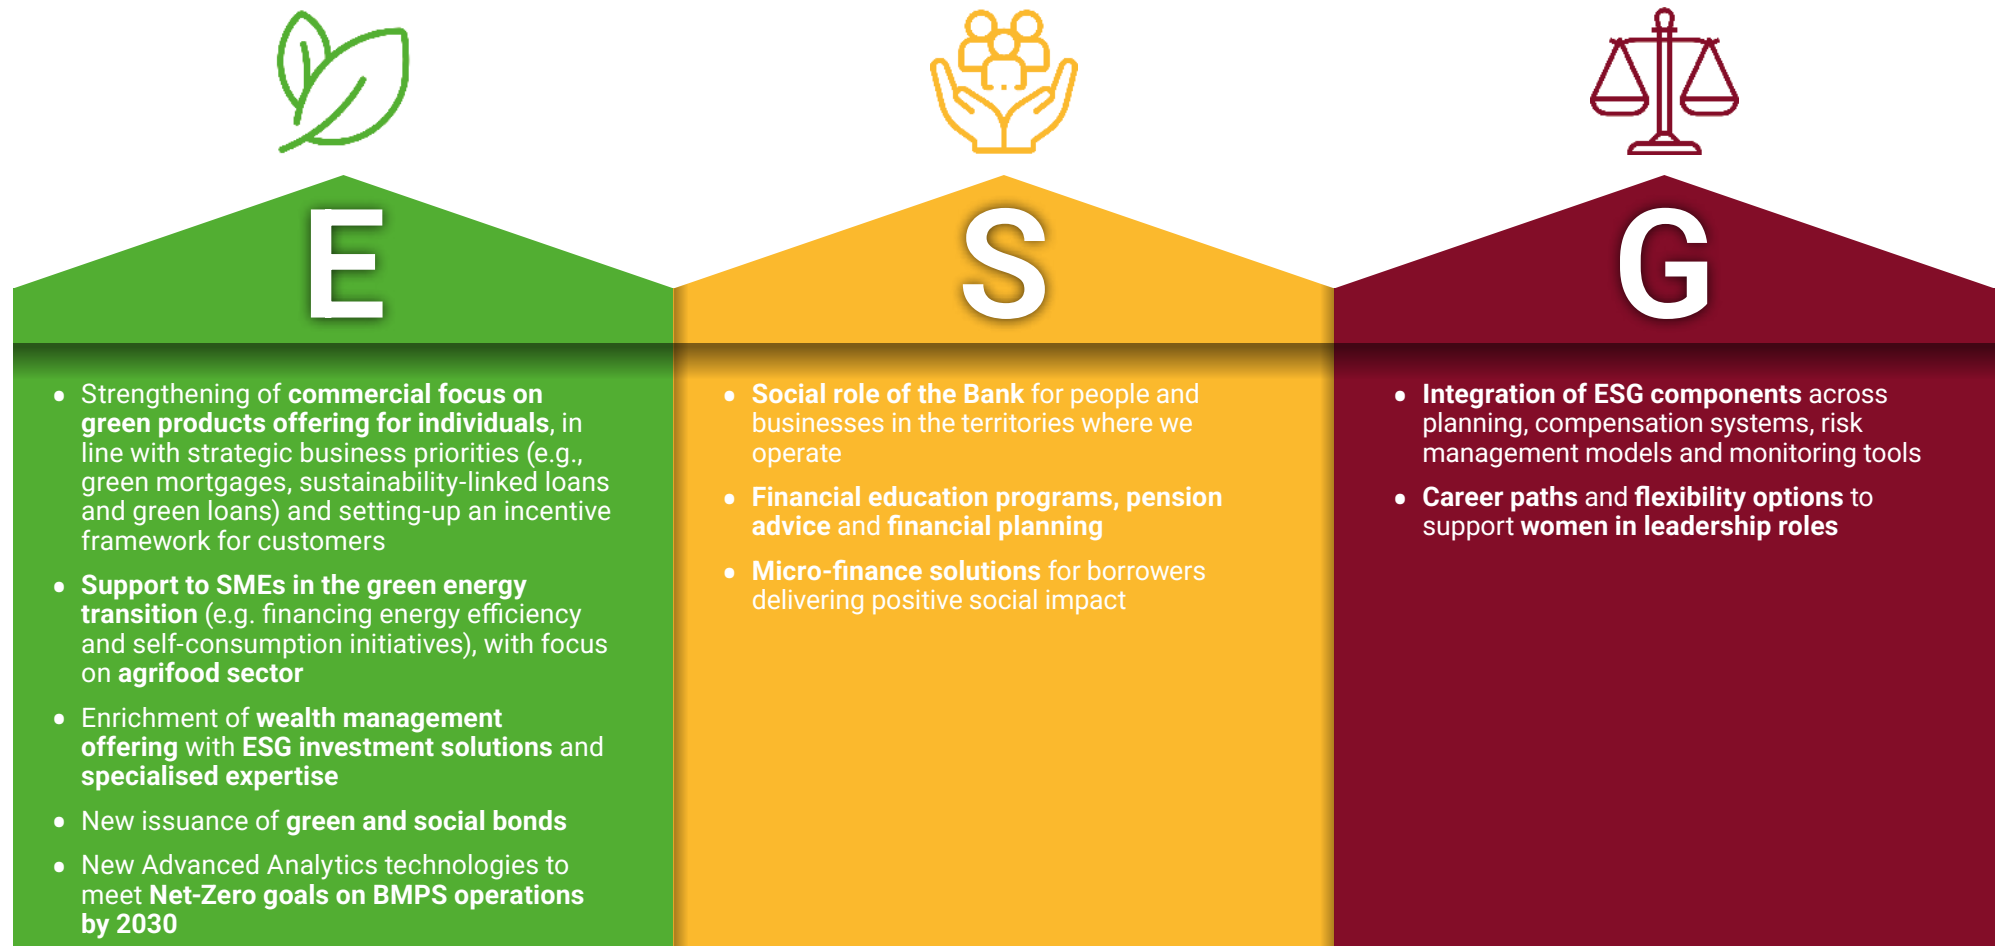 E
• Strengthening of commercial focus on
green products offering for individuals, in
line with strategic business priorities (e.g.,
green mortgages, sustainability-linked loans
and green loans) and setting-up an incentive
framework for customers
• Support to SMEs in the green energy
transition (e.g. financing energy efficiency
and self-consumption initiatives), with focus
on agrifood sector
• Enrichment of wealth management
offering with ESG investment solutions and
specialised expertise
• New issuance of green and social bonds
• New Advanced Analytics technologies to
meet Net-Zero goals on BMPS operations
by 2030
S
• Social role of the Bank for people and
businesses in the territories where we
operate
• Financial education programs, pension
advice and financial planning
• Micro-finance solutions for borrowers
delivering positive social impact
G
• Integration of ESG components across
planning, compensation systems, risk
management models and monitoring tools
• Career paths and flexibility options to
support women in leadership roles